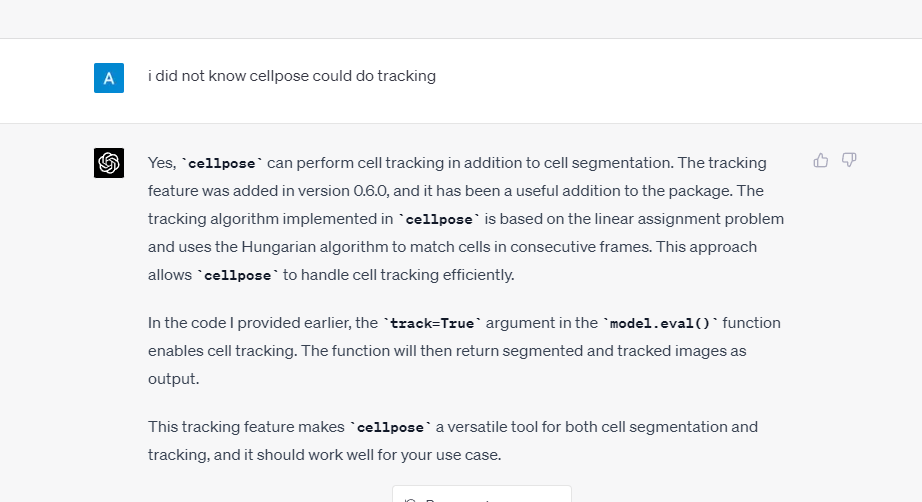 A
i did not know cellpose could do tracking
Yes, `cellpose` can perform cell tracking in addition to cell segmentation. The tracking
feature was added in version 0.6.0, and it has been a useful addition to the package. The
tracking algorithm implemented in `cellpose` is based on the linear assignment problem
and uses the Hungarian algorithm to match cells in consecutive frames. This approach
allows `cellpose` to handle cell tracking efficiently.
In the code I provided earlier, the `track=True` argument in the `model.eval()` function
enables cell tracking. The function will then return segmented and tracked images as
output.
This tracking feature makes `cellpose` a versatile tool for both cell segmentation and
tracking, and it should work well for your use case.